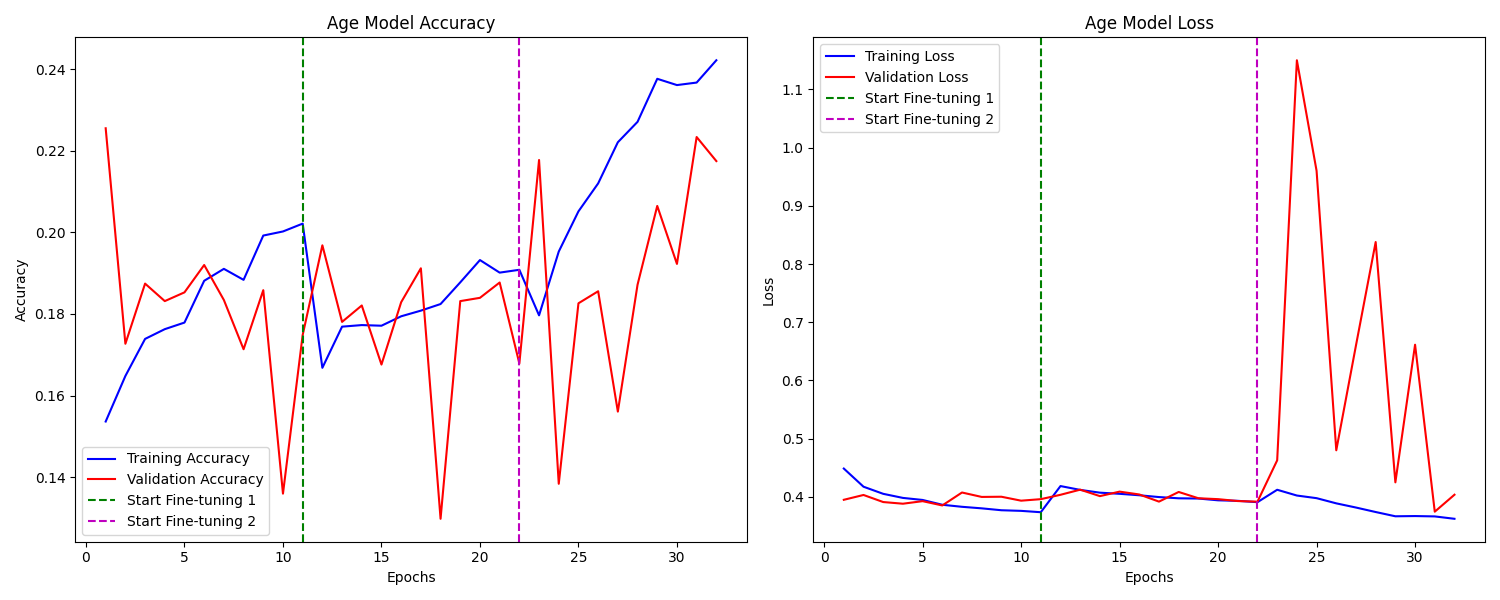 Age Model Accuracy
0.24
0.22
0.20
0.18
0.16
0.14
Accuracy
Training Accuracy
Validation Accuracy
Start Fine-tuning 1
Start Fine-tuning 2
0 5 10 15 20 25 30
Epochs
Age Model Loss
Training Loss
Validation Loss
Start Fine-tuning 1
Start Fine-tuning 2
1.1
1.0
0.9
0.8
0.7
0.6
0.5
0.4
Loss
0 5 10 15 20 25 30
Epochs